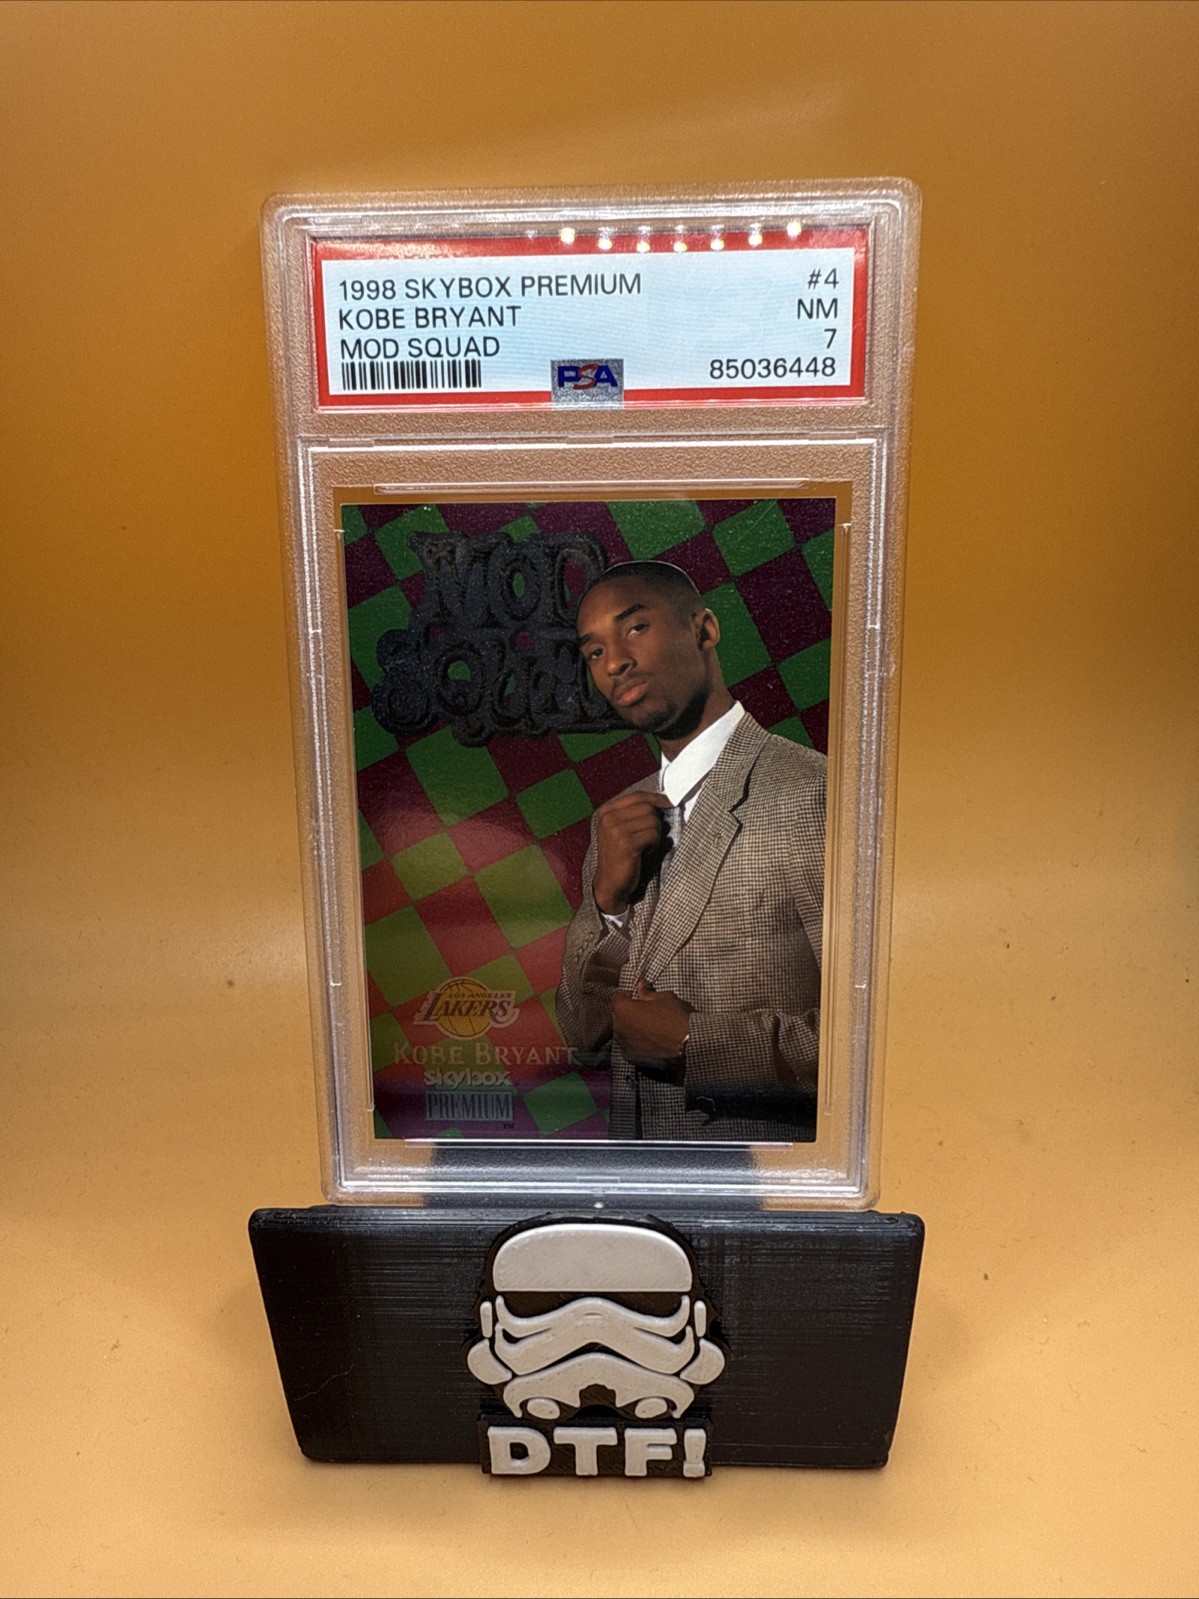 1998 SKYBOX PREMIUM #4
KOBE BRYANT NM
MOD SQUAD 7
PSA 85036448
MOD
SQUAD
LOS ANGELES
LAKERS
KOBE BRYANT
skybox
PREMIUM
TM
DTF!